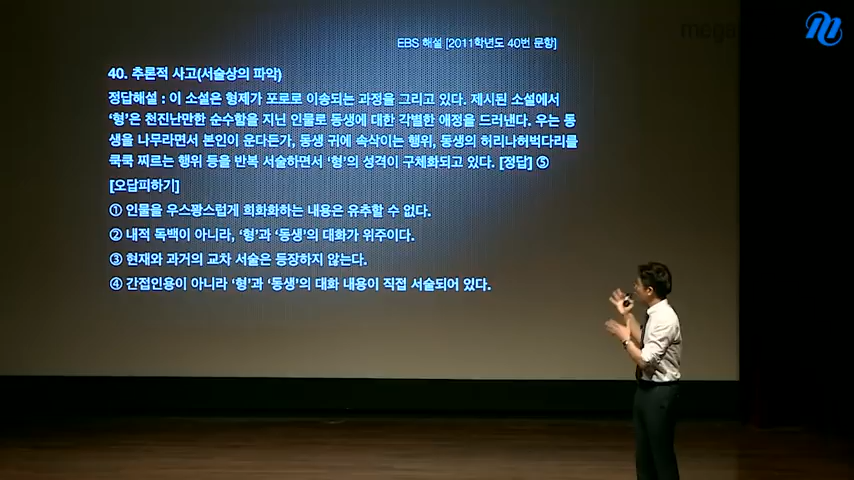 mega
EBS 해설 [2011학년도 40번 문항]
40. 추론적 사고(서술상의 파악)
정답해설 : 이 소설은 형제가 포로로 이송되는 과정을 그리고 있다. 제시된 소설에서
‘형’은 천진난만한 순수함을 지닌 인물로 동생에 대한 각별한 애정을 드러낸다. 우는 동
생을 나무라면서 본인이 운다든가, 동생 귀에 속삭이는 행위, 동생의 허리나허벅다리를
쿡쿡 찌르는 행위 등을 반복 서술하면서 ‘형’의 성격이 구체화되고 있다. [정답] ⑤
[오답피하기]
① 인물을 우스꽝스럽게 희화화하는 내용은 유추할 수 없다.
② 내적 독백이 아니라, ‘형’과 ‘동생’의 대화가 위주이다.
③ 현재와 과거의 교차 서술은 등장하지 않는다.
④ 간접인용이 아니라 ‘형’과 ‘동생’의 대화 내용이 직접 서술되어 있다.